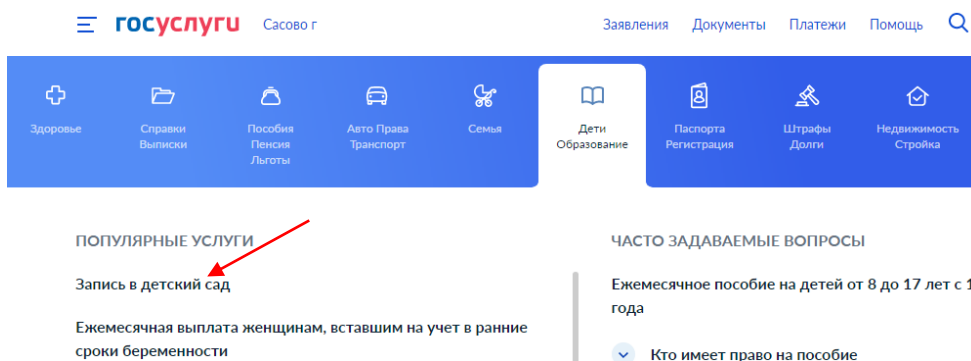 госуслуги Сасово г Заявления Документы Платежи Помощь
Здоровье
Справки
Выписки
Пособия
Пенсия
Льготы
Авто Права
Транспорт
Семья
Дети
Образование
Паспорта
Регистрация
Штрафы
Долги
Недвижимость
Стройка
ПОПУЛЯРНЫЕ УСЛУГИ
Запись в детский сад
Ежемесячная выплата женщинам, вставшим на учет в ранние
сроки беременности
ЧАСТО ЗАДАВАЕМЫЕ ВОПРОСЫ
Ежемесячное пособие на детей от 8 до 17 лет с 1
года
Кто имеет право на пособие